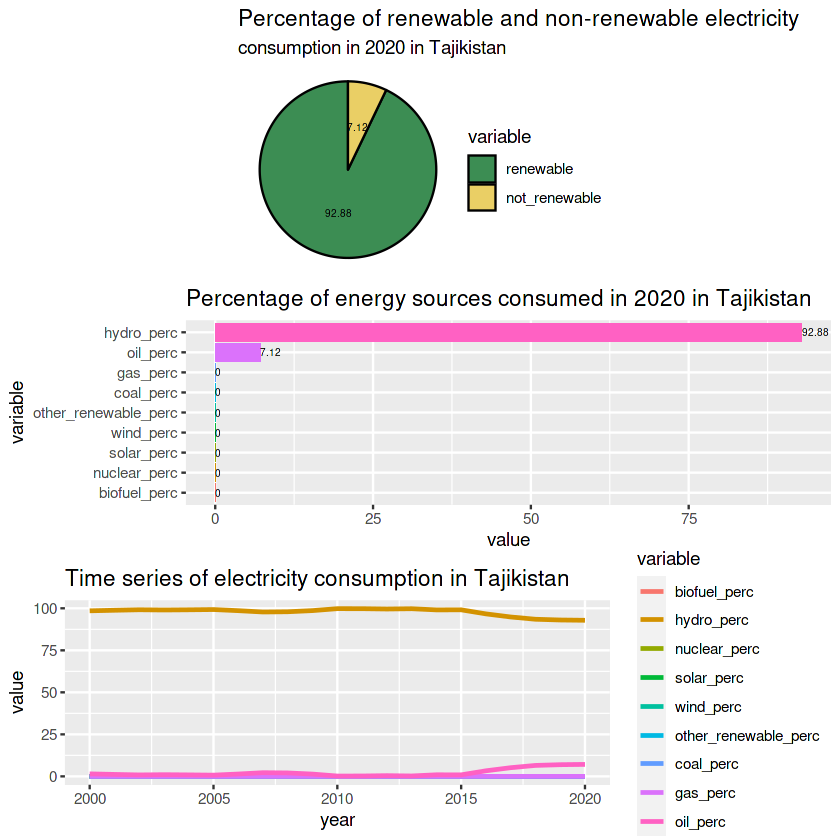 Percentage of renewable and non-renewable electricity
consumption in 2020 in Tajikistan
7.12
92.88
variable
renewable
not_renewable
Percentage of energy sources consumed in 2020 in Tajikistan
variable
hydro_perc
92.88
oil_perc
7.12
gas_perc
0
coal_perc
0
other_renewable_perc
0
wind_perc
0
solar_perc
0
nuclear_perc
0
biofuel_perc
0
0 25 50 75
value
Time series of electricity consumption in Tajikistan
value
100
75
50
25
0
2000 2005 2010 2015 2020
year
variable
biofuel_perc
hydro_perc
nuclear_perc
solar_perc
wind_perc
other_renewable_perc
coal_perc
gas_perc
oil_perc